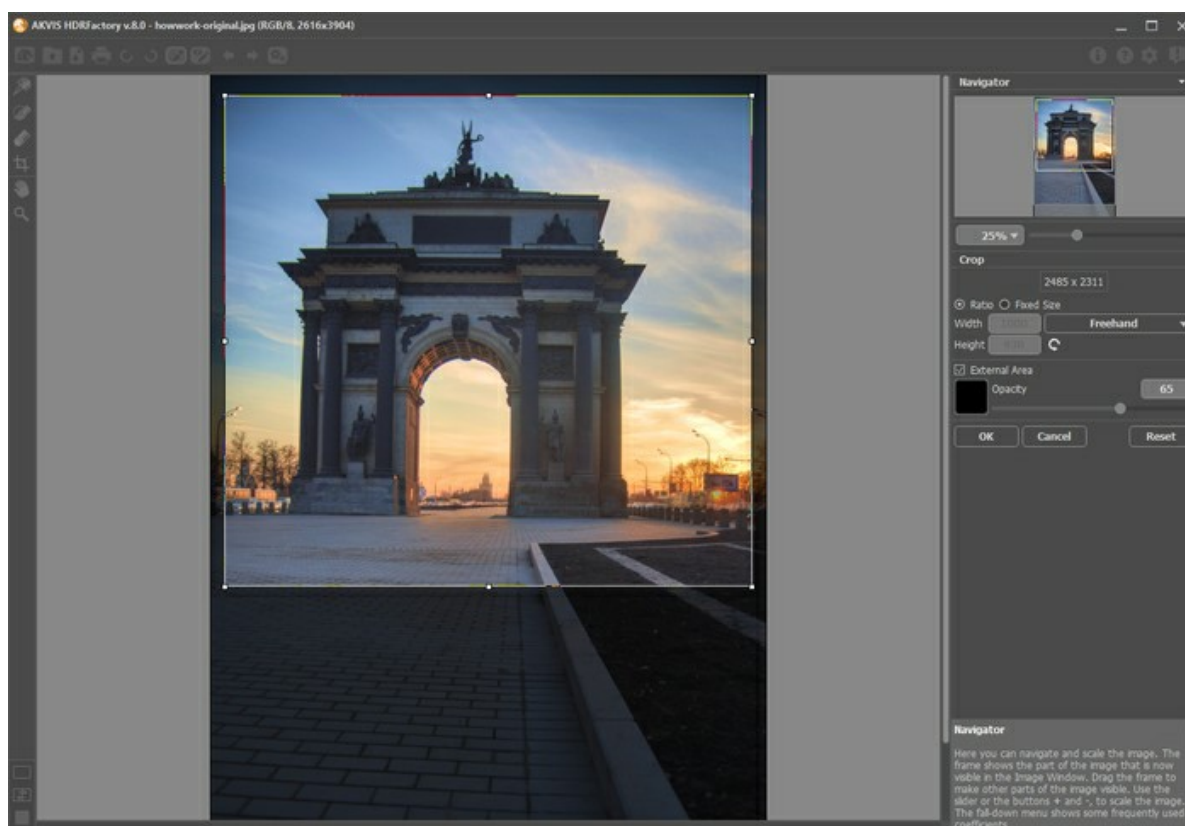 AKVIS HDRFactory v.8.0 - howwork-original.jpg (RGB/8, 2616x3904)
Navigator
25%
Crop
2485 x 2311
Ratio Fixed Size
Width 1000 Freehand
Height
External Area
Opacity 65
OK Cancel Reset
Navigator
Here you can navigate and scale the image. The
frame shows the part of the image that is now
visible in the Image Window. Drag the frame to
make other parts of the image visible. Use the
slider or the buttons + and -, to scale the image.
The fall-down menu shows some frequently used
coefficients.